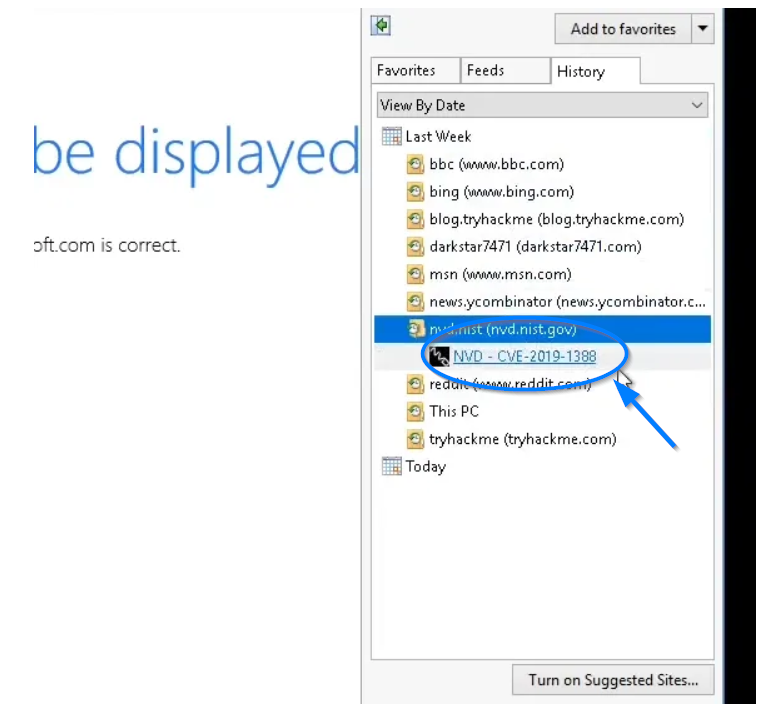 Add to favorites
Favorites
Feeds
History
View By Date
Last Week
bbc (www.bbc.com)
bing (www.bing.com)
be displayed
blog.tryhackme (blog.tryhackme.com)
oft.com is correct.
darkstar7471 (darkstar7471.com)
msn (www.msn.com)
news.ycombinator (news.ycombinator.c...
nvd.nist (nvd.nist.gov)
NVD - CVE-2019-1388
reddit (www.reddit.com)
This PC
tryhackme (tryhackme.com)
Today
Turn on Suggested Sites...